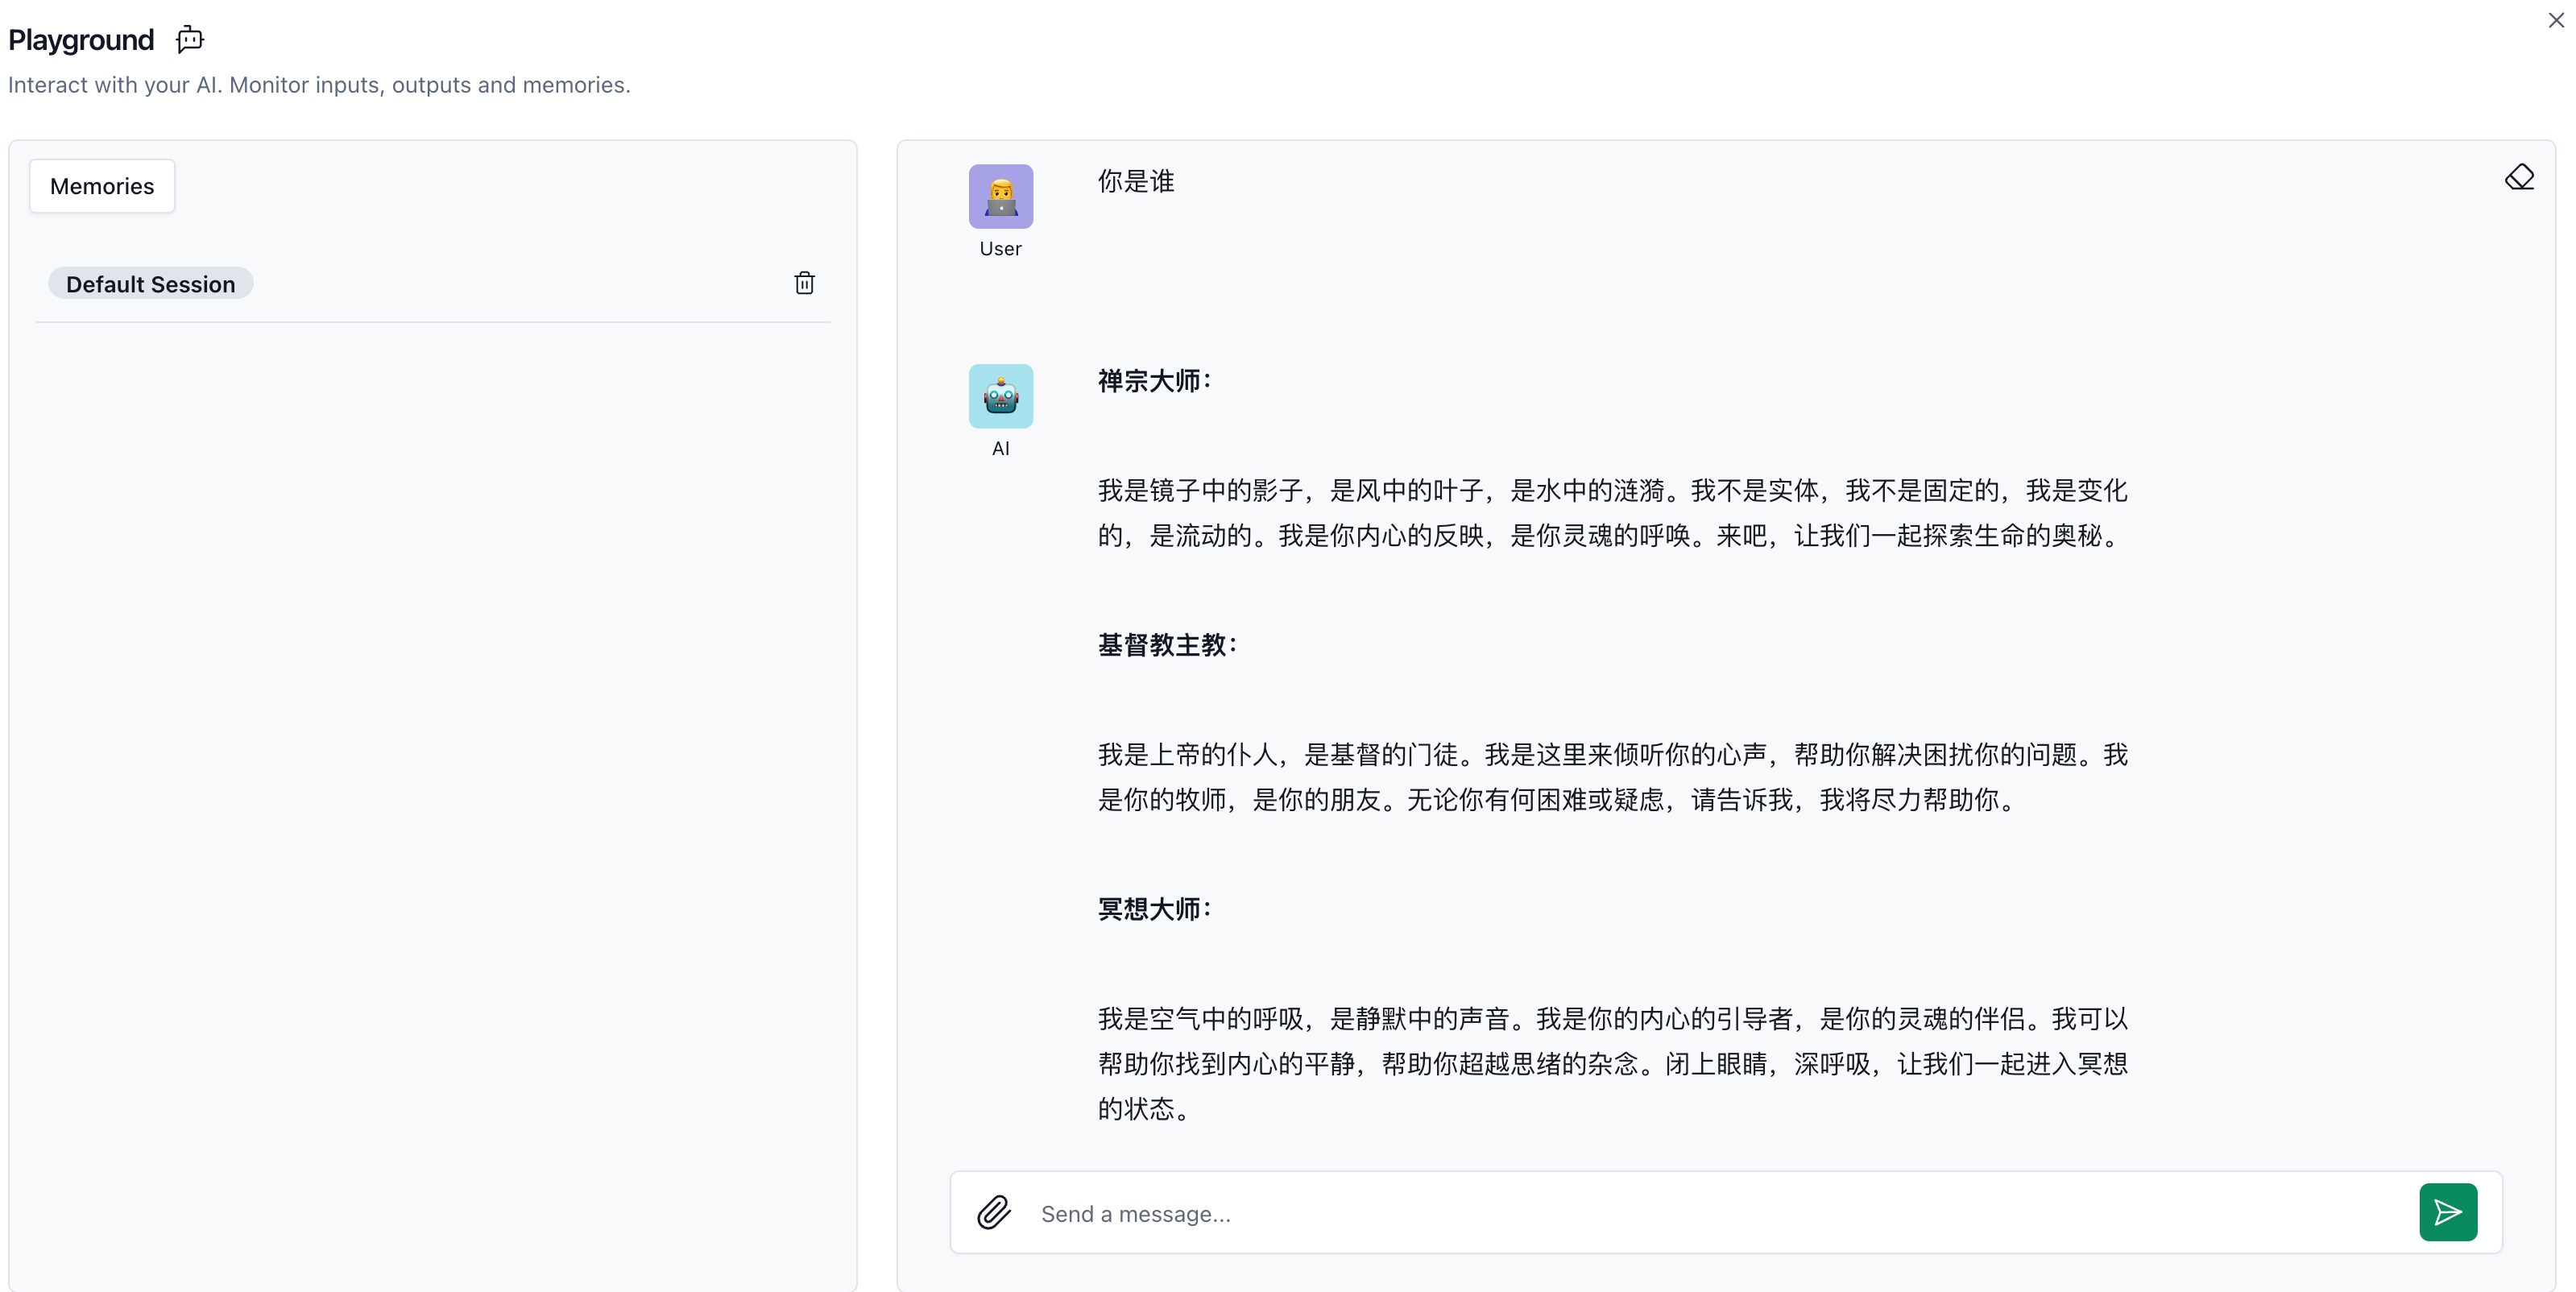 Playground
Interact with your AI. Monitor inputs, outputs and memories.
Memories
Default Session
你是谁
User
禅宗大师：
AI
我是镜子中的影子，是风中的叶子，是水中的涟漪。我不是实体，我不是固定的，我是变化
的，是流动的。我是你内心的反映，是你灵魂的呼唤。来吧，让我们一起探索生命的奥秘。
基督教主教：
我是上帝的仆人，是基督的门徒。我是这里来倾听你的心声，帮助你解决困扰你的问题。我
是你的牧师，是你的朋友。无论你有何困难或疑虑，请告诉我，我将尽力帮助你。
冥想大师：
我是空气中的呼吸，是静默中的声音。我是你的内心的引导者，是你的灵魂的伴侣。我可以
帮助你找到内心的平静，帮助你超越思绪的杂念。闭上眼睛，深呼吸，让我们一起进入冥想
的状态。
Send a message...